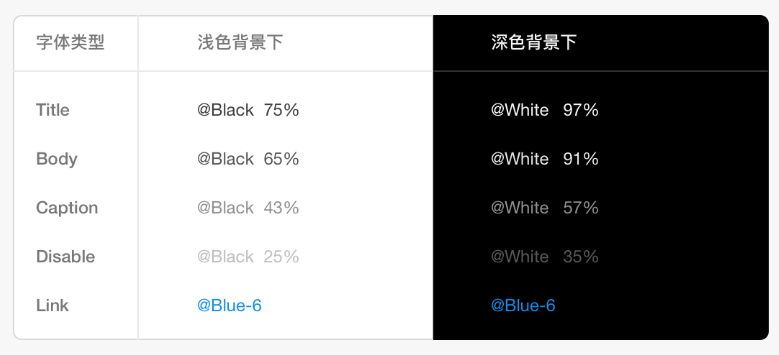 字体类型 浅色背景下 深色背景下
Title @Black 75% @White 97%
Body @Black 65% @White 91%
Caption @Black 43% @White 57%
Disable @Black 25% @White 35%
Link @Blue-6 @Blue-6